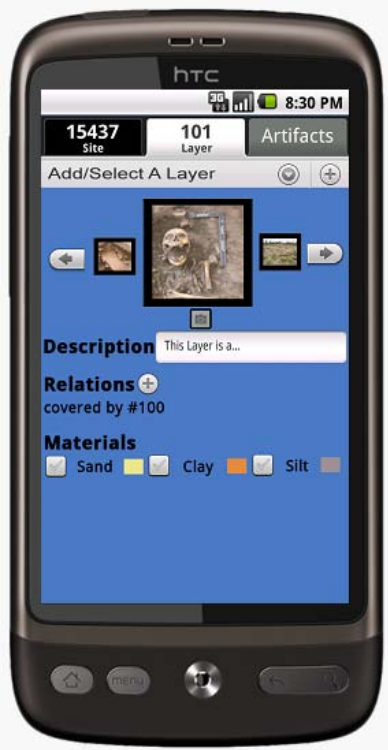 htc
3G 8:30 PM
15437 101 Artifacts
Site Layer
Add/Select A Layer
Description This Layer is a...
Relations
covered by #100
Materials
Sand Clay Silt
menu